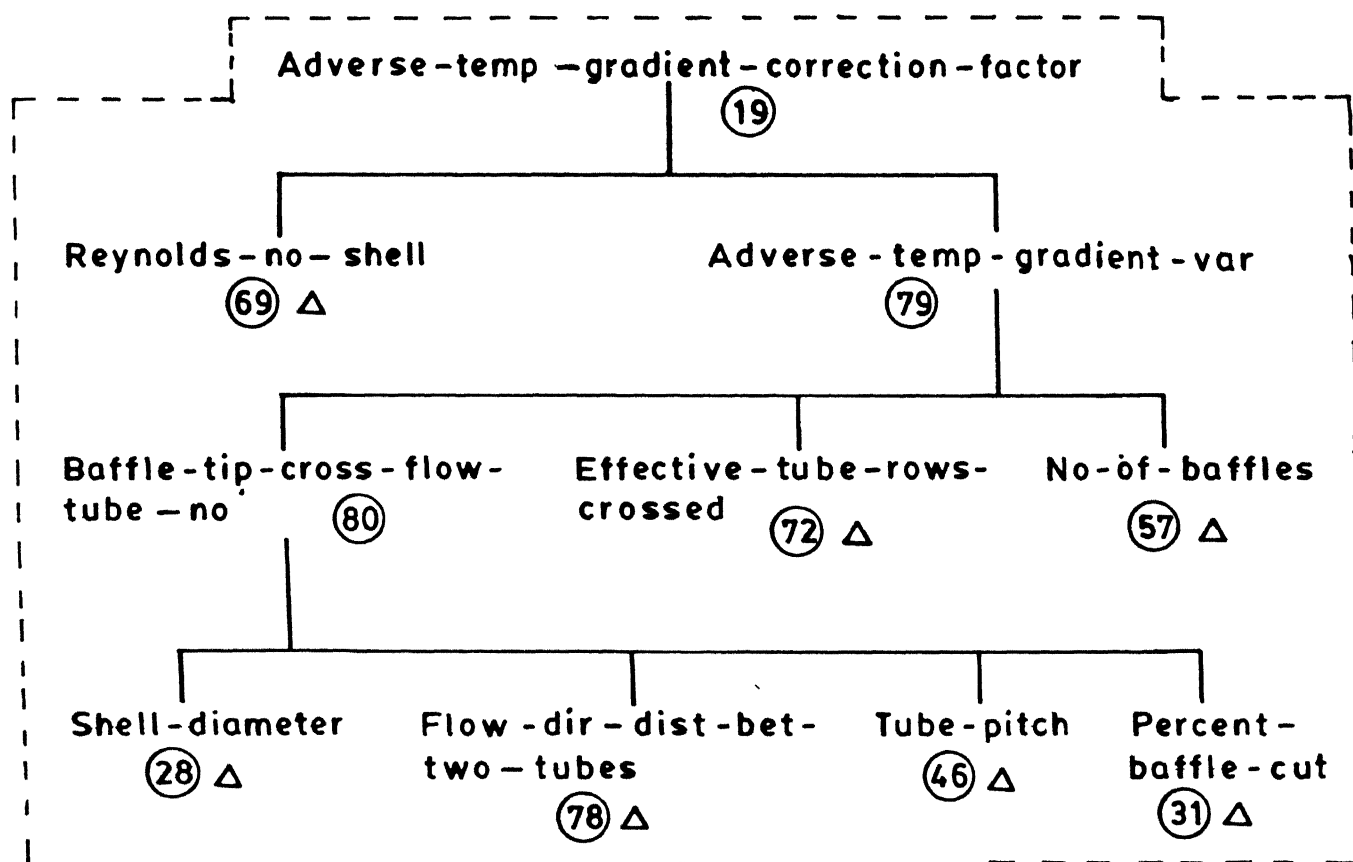 Adverse-temp-gradient-correction-factor
19
Reynolds-no-shell
69 Δ
Adverse-temp-gradient-var
79
Baffle-tip-cross-flow-
tube-no
80
Effective-tube-rows-
crossed
72 Δ
No-of-baffles
57 Δ
Shell-diameter
28 Δ
Flow-dir-dist-bet-
two-tubes
78 Δ
Tube-pitch
46 Δ
Percent-
baffle-cut
31 Δ